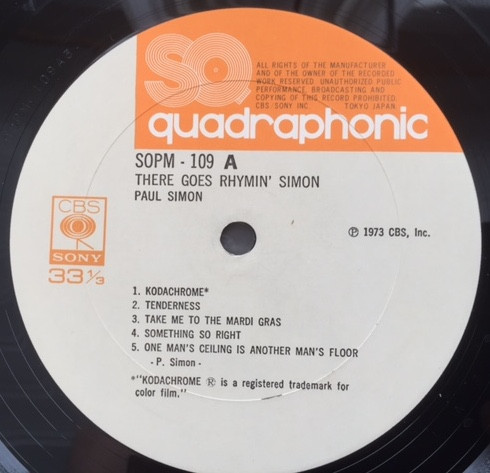 SQ
ALL RIGHTS OF THE MANUFACTURER
AND OF THE OWNER OF THE RECORDED
WORK RESERVED. UNAUTHORIZED PUBLIC
PERFORMANCE, BROADCASTING AND
COPYING OF THIS RECORD PROHIBITED.
CBS/SONY INC. TOKYO JAPAN
quadraphonic
SOPM - 109 A
THERE GOES RHYMIN' SIMON
PAUL SIMON
CBS
SONY
33 1/3
℗ 1973 CBS, Inc.
1. KODACHROME*
2. TENDERNESS
3. TAKE ME TO THE MARDI GRAS
4. SOMETHING SO RIGHT
5. ONE MAN'S CEILING IS ANOTHER MAN'S FLOOR
- P. Simon -
*"KODACHROME ® is a registered trademark for
color film."